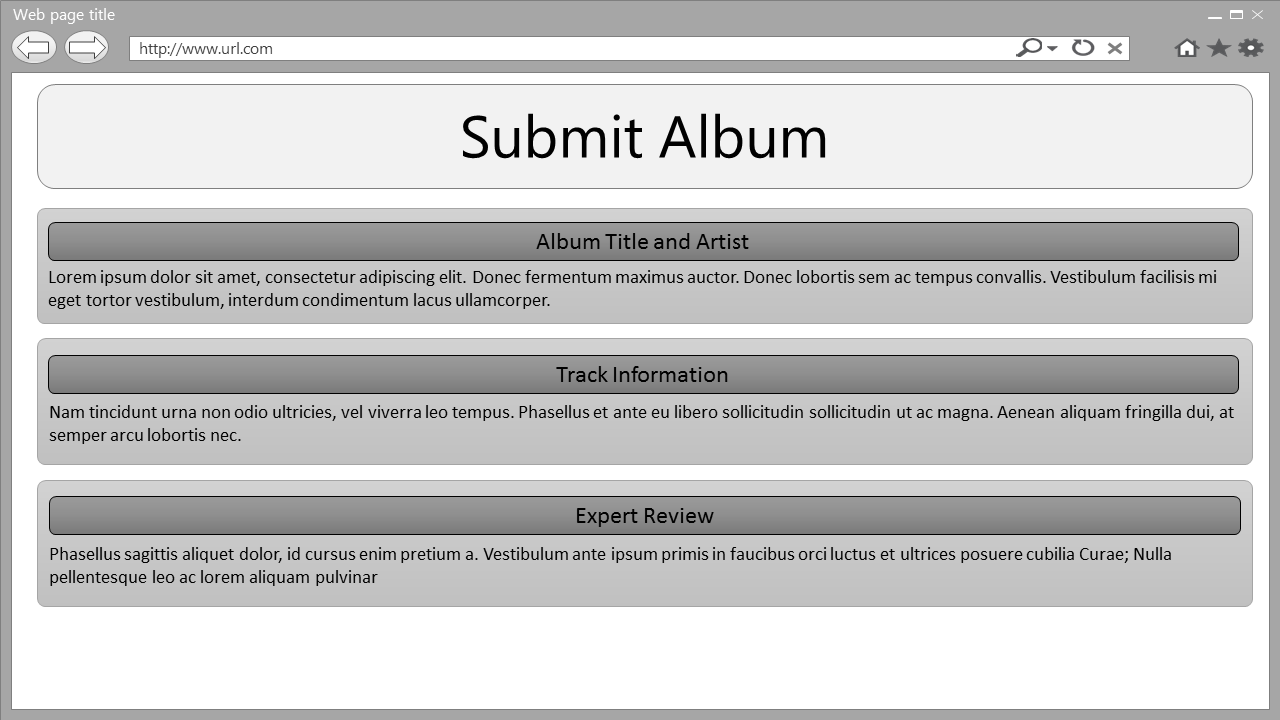 Web page title
http://www.url.com
Submit Album
Album Title and Artist
Lorem ipsum dolor sit amet, consectetur adipiscing elit. Donec fermentum maximus auctor. Donec lobortis sem ac tempus convallis. Vestibulum facilisis mi
eget tortor vestibulum, interdum condimentum lacus ullamcorper.
Track Information
Nam tincidunt urna non odio ultricies, vel viverra leo tempus. Phasellus et ante eu libero sollicitudin sollicitudin ut ac magna. Aenean aliquam fringilla dui, at
semper arcu lobortis nec.
Expert Review
Phasellus sagittis aliquet dolor, id cursus enim pretium a. Vestibulum ante ipsum primis in faucibus orci luctus et ultrices posuere cubilia Curae; Nulla
pellentesque leo ac lorem aliquam pulvinar